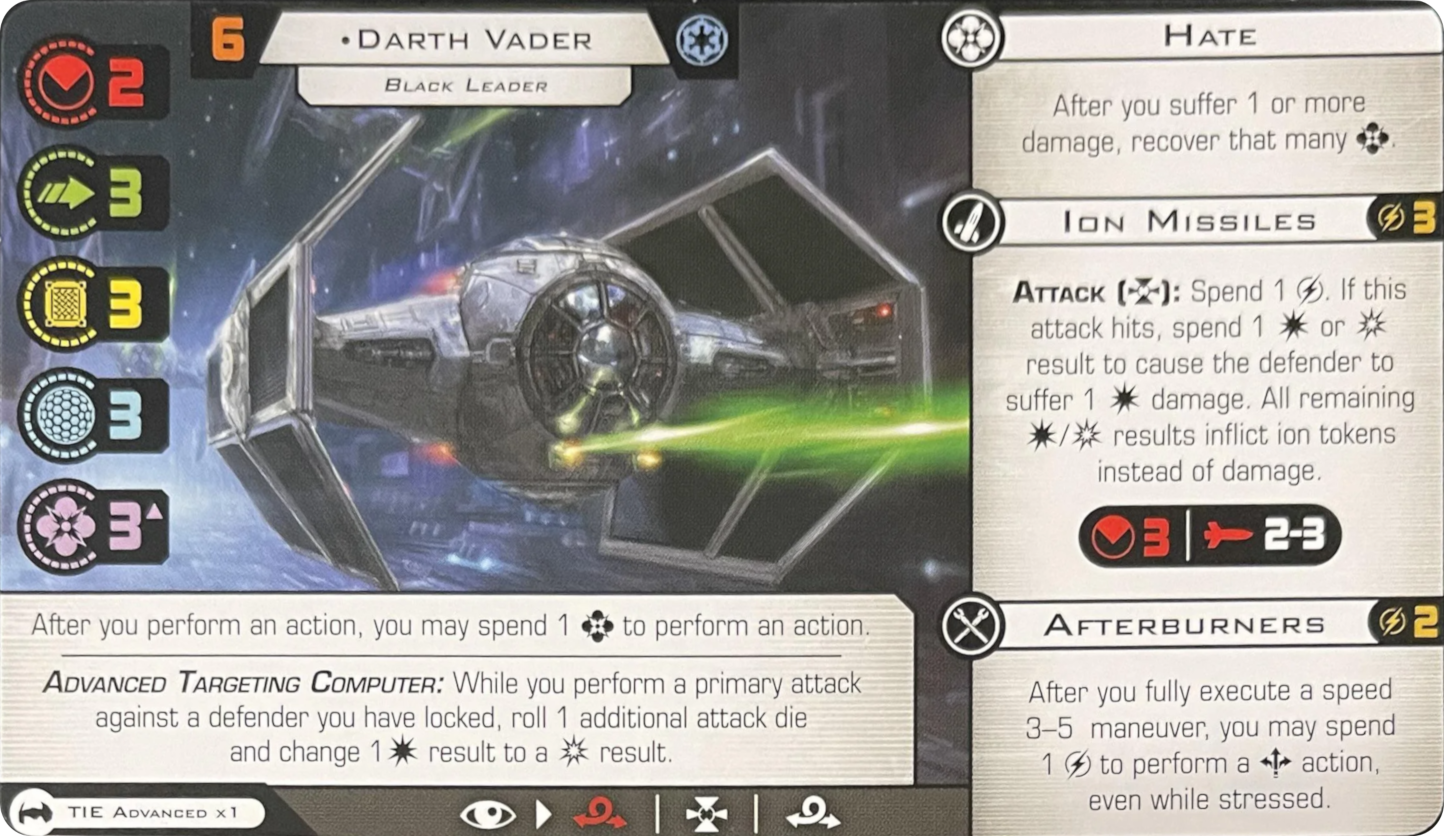 6
•DARTH VADER
BLACK LEADER
2
3
3
3
3
After you perform an action, you may spend 1 to perform an action.
ADVANCED TARGETING COMPUTER: While you perform a primary attack
against a defender you have locked, roll 1 additional attack die
and change 1 result to a result.
TIE ADVANCED X1
HATE
After you suffer 1 or more
damage, recover that many .
ION MISSILES
3
ATTACK ( ): Spend 1 . If this
attack hits, spend 1 or
result to cause the defender to
suffer 1 damage. All remaining
/ results inflict ion tokens
instead of damage.
3 | 2-3
AFTERBURNERS
2
After you fully execute a speed
3–5 maneuver, you may spend
1 to perform a action,
even while stressed.